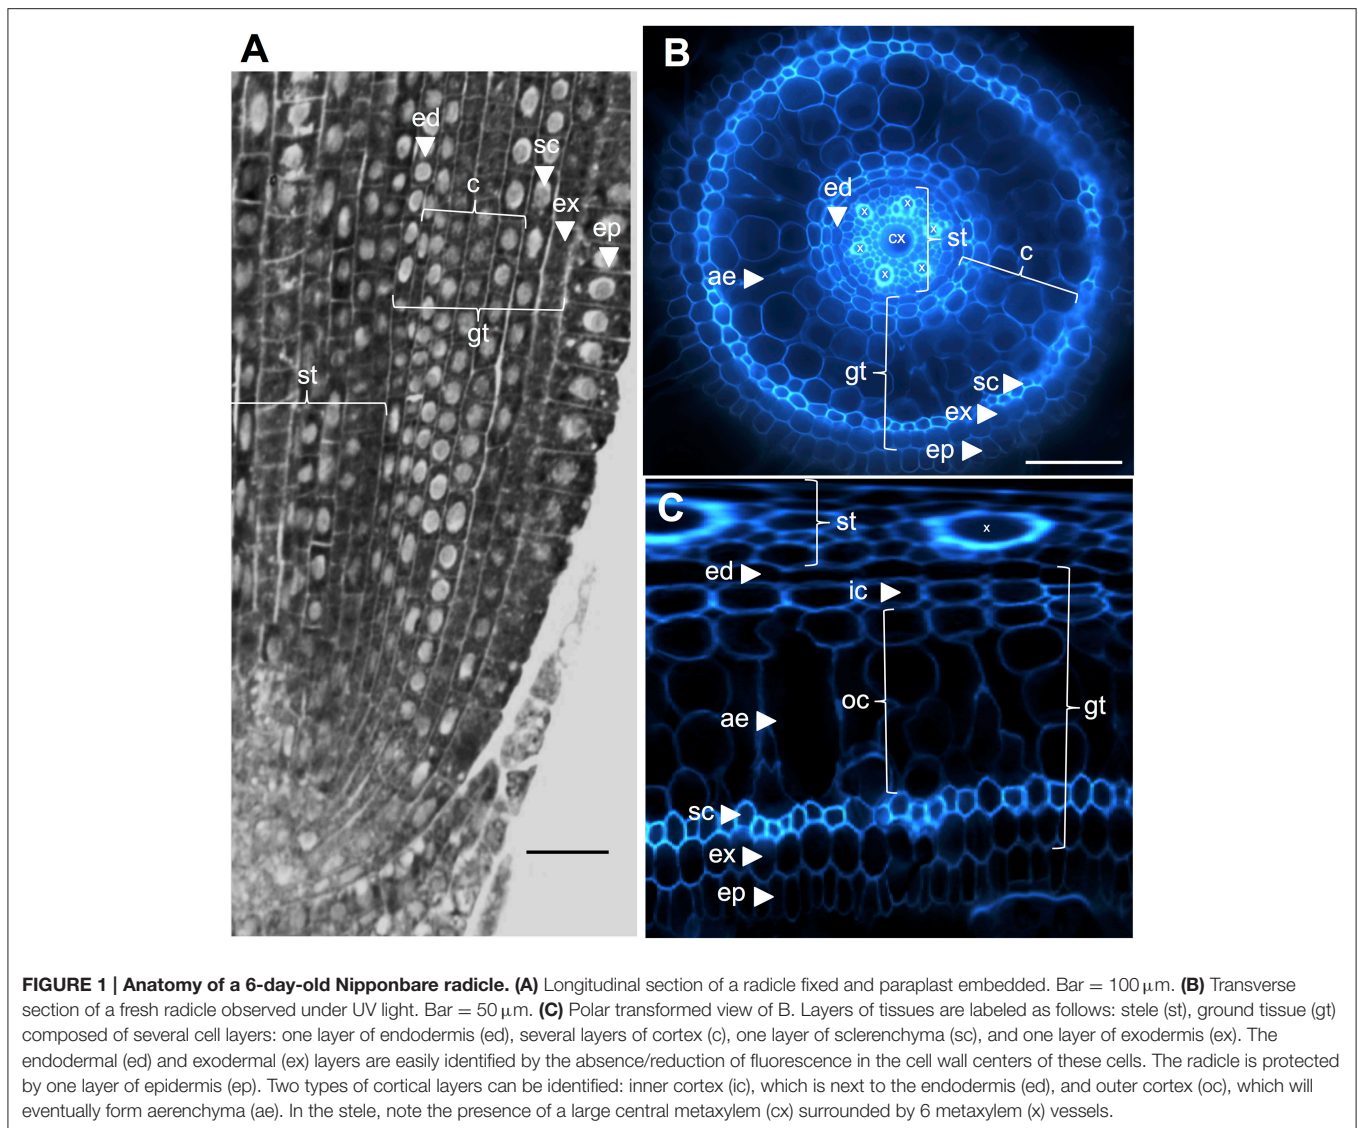 A
ed
sc
c
ex
ep
gt
st
B
ed
x
x
x
cx
st
x
x
x
c
ae
gt
sc
ex
ep
C
st
x
ed
ic
oc
gt
ae
sc
ex
ep
FIGURE 1 | Anatomy of a 6-day-old Nipponbare radicle. (A) Longitudinal section of a radicle fixed and paraplast embedded. Bar = 100 µm. (B) Transverse
section of a fresh radicle observed under UV light. Bar = 50 µm. (C) Polar transformed view of B. Layers of tissues are labeled as follows: stele (st), ground tissue (gt)
composed of several cell layers: one layer of endodermis (ed), several layers of cortex (c), one layer of sclerenchyma (sc), and one layer of exodermis (ex). The
endodermal (ed) and exodermal (ex) layers are easily identified by the absence/reduction of fluorescence in the cell wall centers of these cells. The radicle is protected
by one layer of epidermis (ep). Two types of cortical layers can be identified: inner cortex (ic), which is next to the endodermis (ed), and outer cortex (oc), which will
eventually form aerenchyma (ae). In the stele, note the presence of a large central metaxylem (cx) surrounded by 6 metaxylem (x) vessels.